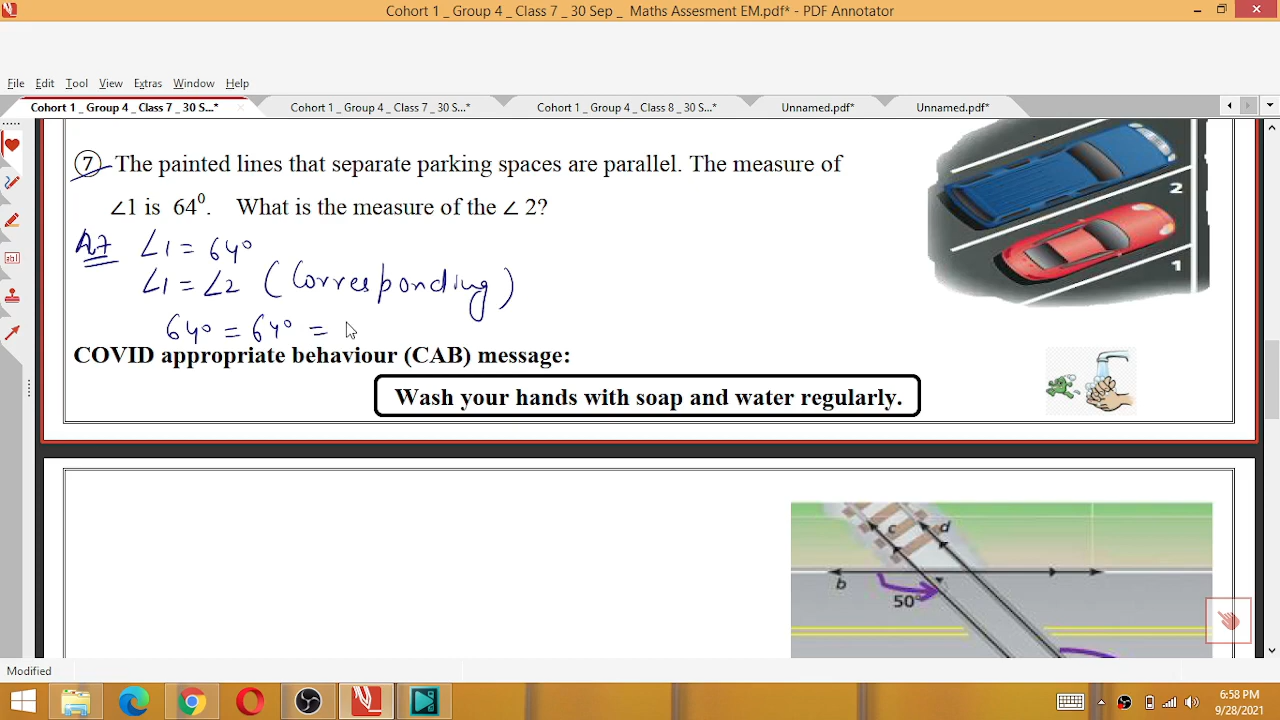 Cohort 1 _ Group 4 _ Class 7 _ 30 Sep _ Maths Assesment EM.pdf* - PDF Annotator
File Edit Tool View Extras Window Help
Cohort 1 _ Group 4 _ Class 7 _ 30 S...* Cohort 1 _ Group 4 _ Class 7 _ 30 S...* Cohort 1 _ Group 4 _ Class 8 _ 30 S...* Unnamed.pdf* Unnamed.pdf*
7 The painted lines that separate parking spaces are parallel. The measure of
∠1 is 64⁰. What is the measure of the ∠ 2?
2
1
A7 ∠1 = 64°
∠1 = ∠2 (Corresponding)
64° = 64° =
COVID appropriate behaviour (CAB) message:
Wash your hands with soap and water regularly.
c d
b
50°
Modified
6:58 PM
9/28/2021